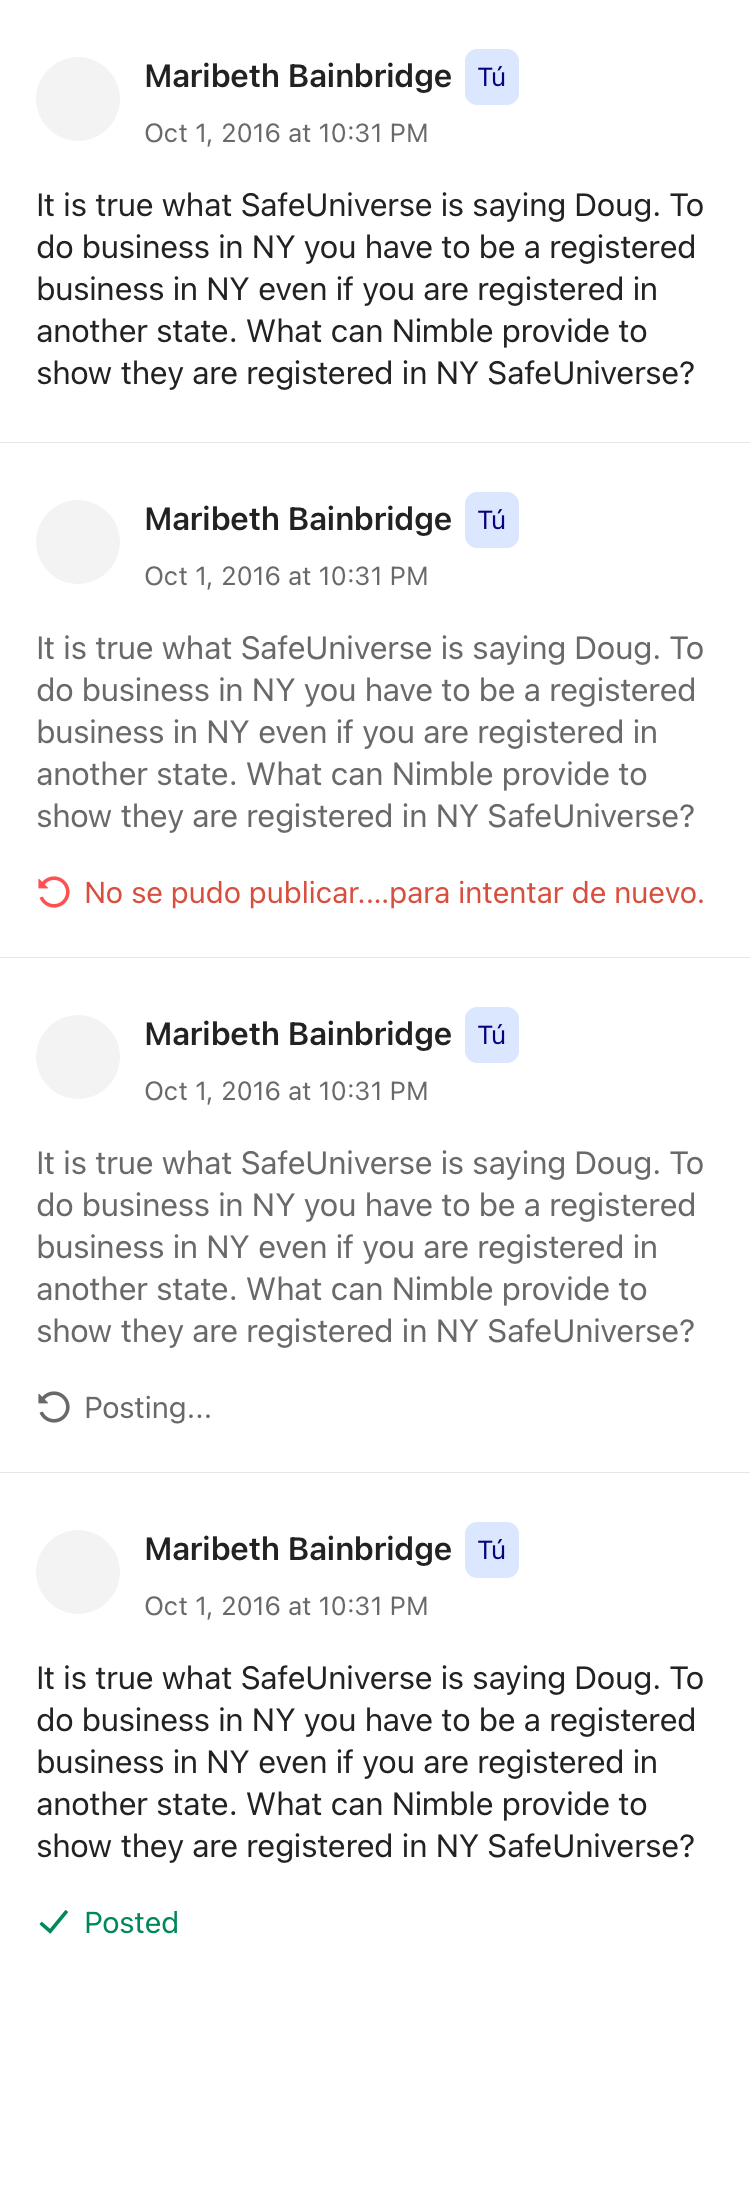 Maribeth Bainbridge Tú
Oct 1, 2016 at 10:31 PM
It is true what SafeUniverse is saying Doug. To
do business in NY you have to be a registered
business in NY even if you are registered in
another state. What can Nimble provide to
show they are registered in NY SafeUniverse?
Maribeth Bainbridge Tú
Oct 1, 2016 at 10:31 PM
It is true what SafeUniverse is saying Doug. To
do business in NY you have to be a registered
business in NY even if you are registered in
another state. What can Nimble provide to
show they are registered in NY SafeUniverse?
No se pudo publicar....para intentar de nuevo.
Maribeth Bainbridge Tú
Oct 1, 2016 at 10:31 PM
It is true what SafeUniverse is saying Doug. To
do business in NY you have to be a registered
business in NY even if you are registered in
another state. What can Nimble provide to
show they are registered in NY SafeUniverse?
Posting...
Maribeth Bainbridge Tú
Oct 1, 2016 at 10:31 PM
It is true what SafeUniverse is saying Doug. To
do business in NY you have to be a registered
business in NY even if you are registered in
another state. What can Nimble provide to
show they are registered in NY SafeUniverse?
Posted